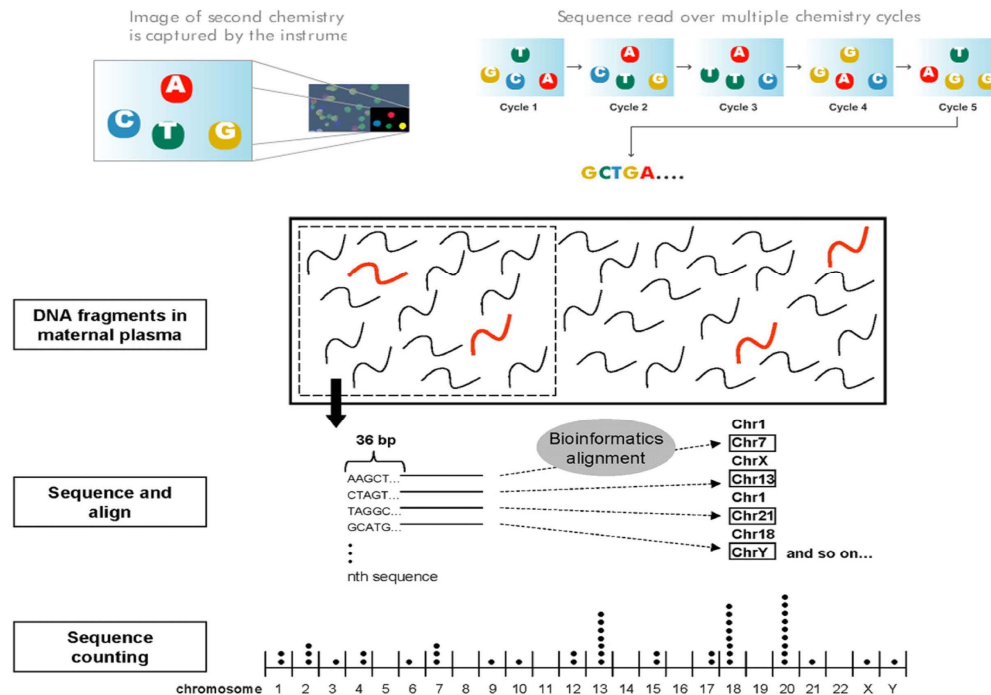 Image of second chemistry
is captured by the instrume
Sequence read over multiple chemistry cycles
A
C
T
G
T
G
C
A
Cycle 1
A
C
T
G
Cycle 2
A
T
T
C
Cycle 3
G
G
A
C
Cycle 4
T
A
G
G
Cycle 5
GCTGA....
DNA fragments in
maternal plasma
36 bp
Bioinformatics
alignment
Sequence and
align
AAGCT...
CTAGT...
TAGGC...
GCATG...
nth sequence
Chr1
Chr7
ChrX
Chr13
Chr1
Chr21
Chr18
ChrY and so on...
Sequence
counting
chromosome 1 2 3 4 5 6 7 8 9 10 11 12 13 14 15 16 17 18 19 20 21 22 X Y